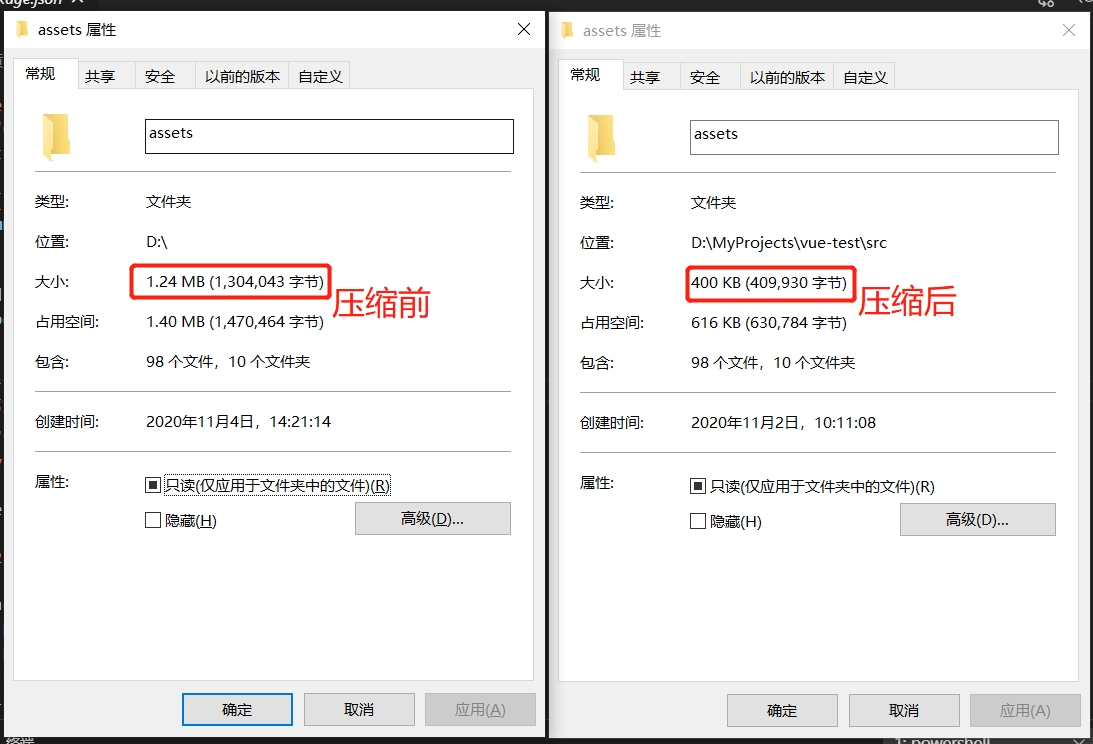 assets 属性
常规
共享
安全
以前的版本
自定义
assets
类型:
文件夹
位置:
D:\
大小:
1.24 MB (1,304,043 字节)
压缩前
占用空间:
1.40 MB (1,470,464 字节)
包含:
98 个文件，10 个文件夹
创建时间:
2020年11月4日，14:21:14
属性:
只读(仅应用于文件夹中的文件)(R)
隐藏(H)
高级(D)...
确定
取消
应用(A)
assets 属性
常规
共享
安全
以前的版本
自定义
assets
类型:
文件夹
位置:
D:\MyProjects\vue-test\src
大小:
400 KB (409,930 字节)
压缩后
占用空间:
616 KB (630,784 字节)
包含:
98 个文件，10 个文件夹
创建时间:
2020年11月2日，10:11:08
属性:
只读(仅应用于文件夹中的文件)(R)
隐藏(H)
高级(D)...
确定
取消
应用(A)
终端
1: powershell